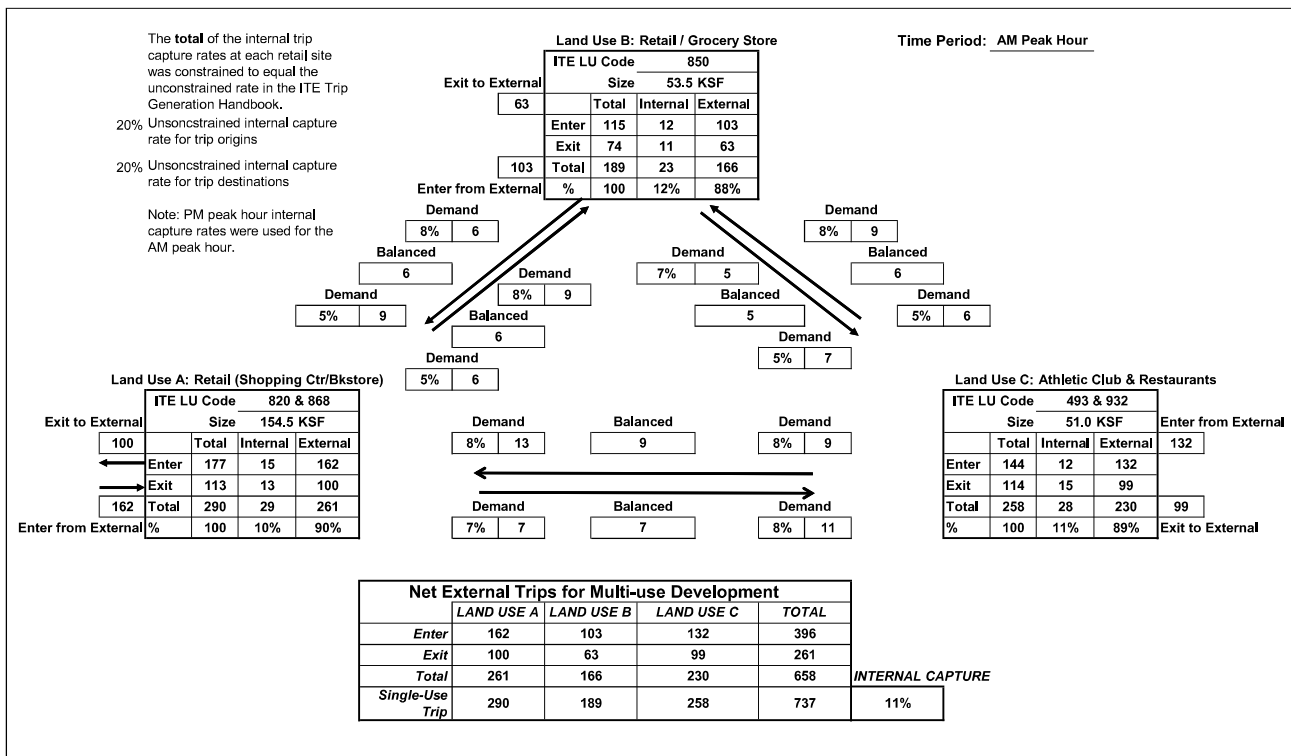 The total of the internal trip
capture rates at each retail site
was constrained to equal the
unconstrained rate in the ITE Trip
Generation Handbook.
20% Unsoncstrained internal capture
rate for trip origins
20% Unsoncstrained internal capture
rate for trip destinations
Note: PM peak hour internal
capture rates were used for the
AM peak hour.
Time Period: AM Peak Hour
Land Use B: Retail / Grocery Store
ITE LU Code 850
Size 53.5 KSF
Exit to External
63
Total Internal External
Enter 115 12 103
Exit 74 11 63
103 Total 189 23 166
Enter from External % 100 12% 88%
Demand
8% 6
Balanced
6
Demand
5% 9
Demand
8% 9
Balanced
6
Demand
5% 6
Demand
7% 5
Balanced
5
Demand
5% 7
Demand
8% 9
Balanced
6
Demand
5% 6
Land Use A: Retail (Shopping Ctr/Bkstore)
ITE LU Code 820 & 868
Exit to External Size 154.5 KSF
100 Total Internal External
Enter 177 15 162
Exit 113 13 100
162 Total 290 29 261
Enter from External % 100 10% 90%
Demand Balanced Demand
8% 13 9 8% 9
Demand Balanced Demand
7% 7 7 8% 11
Land Use C: Athletic Club & Restaurants
ITE LU Code 493 & 932
Size 51.0 KSF Enter from External
Total Internal External 132
Enter 144 12 132
Exit 114 15 99
Total 258 28 230 99
% 100 11% 89% Exit to External
Net External Trips for Multi-use Development
LAND USE A LAND USE B LAND USE C TOTAL
Enter 162 103 132 396
Exit 100 63 99 261
Total 261 166 230 658 INTERNAL CAPTURE
Single-Use
Trip 290 189 258 737 11%